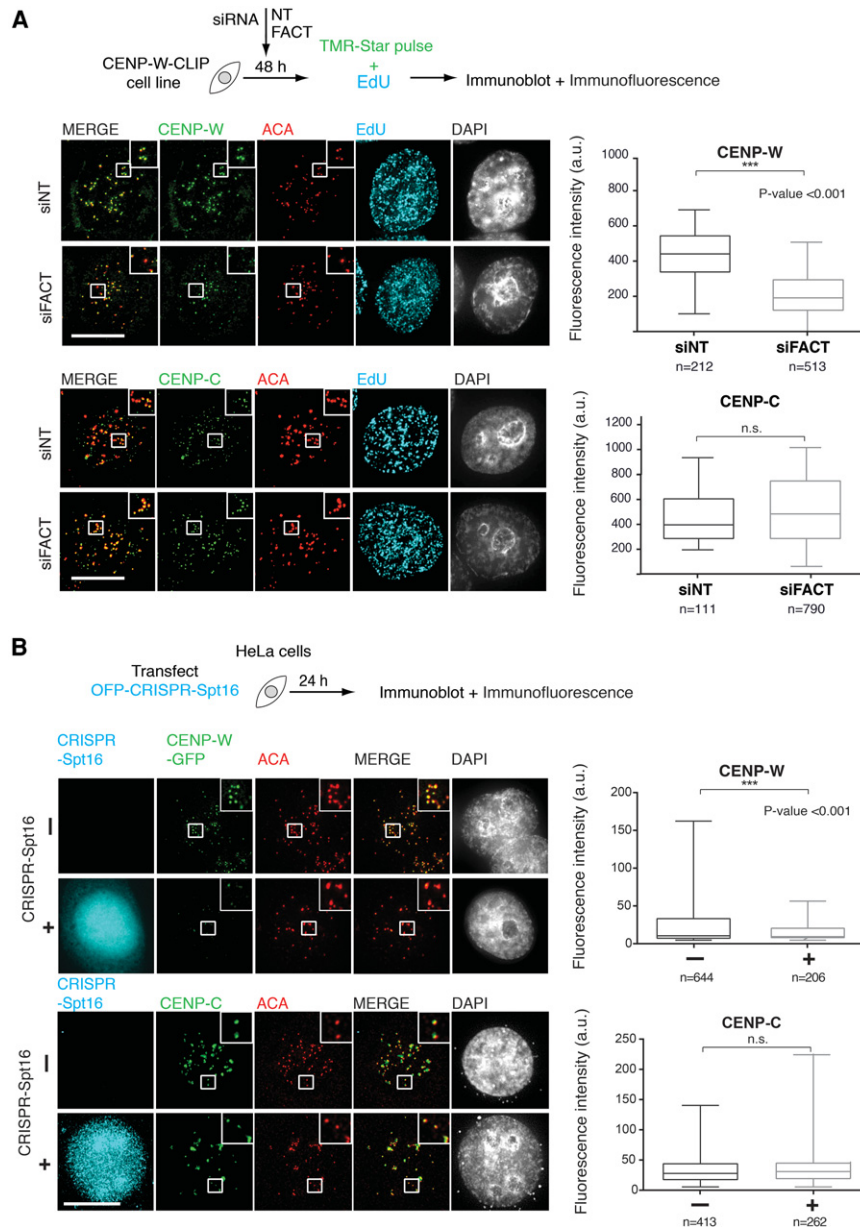 A
siRNA NT
FACT
CENP-W-CLIP
cell line
48 h
TMR-Star pulse
+
EdU
Immunoblot + Immunofluorescence
MERGE CENP-W ACA EdU DAPI
siNT
siFACT
CENP-W
Fluorescence intensity (a.u.)
1000
800
600
400
200
***
P-value <0.001
siNT siFACT
n=212 n=513
MERGE CENP-C ACA EdU DAPI
siNT
siFACT
CENP-C
Fluorescence intensity (a.u.)
1200
1000
800
600
400
200
n.s.
siNT siFACT
n=111 n=790
B
HeLa cells
Transfect
OFP-CRISPR-Spt16
24 h
Immunoblot + Immunofluorescence
CRISPR
-Spt16
CENP-W
-GFP
ACA MERGE DAPI
CRISPR-Spt16
–
+
CENP-W
Fluorescence intensity (a.u.)
200
150
100
50
0
***
P-value <0.001
– +
n=644 n=206
CRISPR
-Spt16
CENP-C ACA MERGE DAPI
CRISPR-Spt16
–
+
CENP-C
Fluorescence intensity (a.u.)
250
200
150
100
50
0
n.s.
– +
n=413 n=262